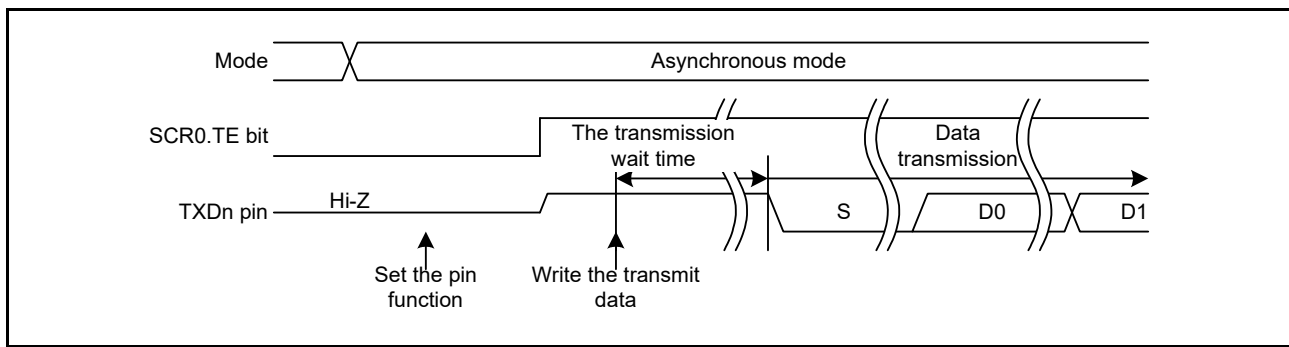 Mode
Asynchronous mode
SCR0.TE bit
The transmission
wait time
Data
transmission
TXDn pin
Hi-Z
S
D0
D1
Set the pin
function
Write the transmit
data